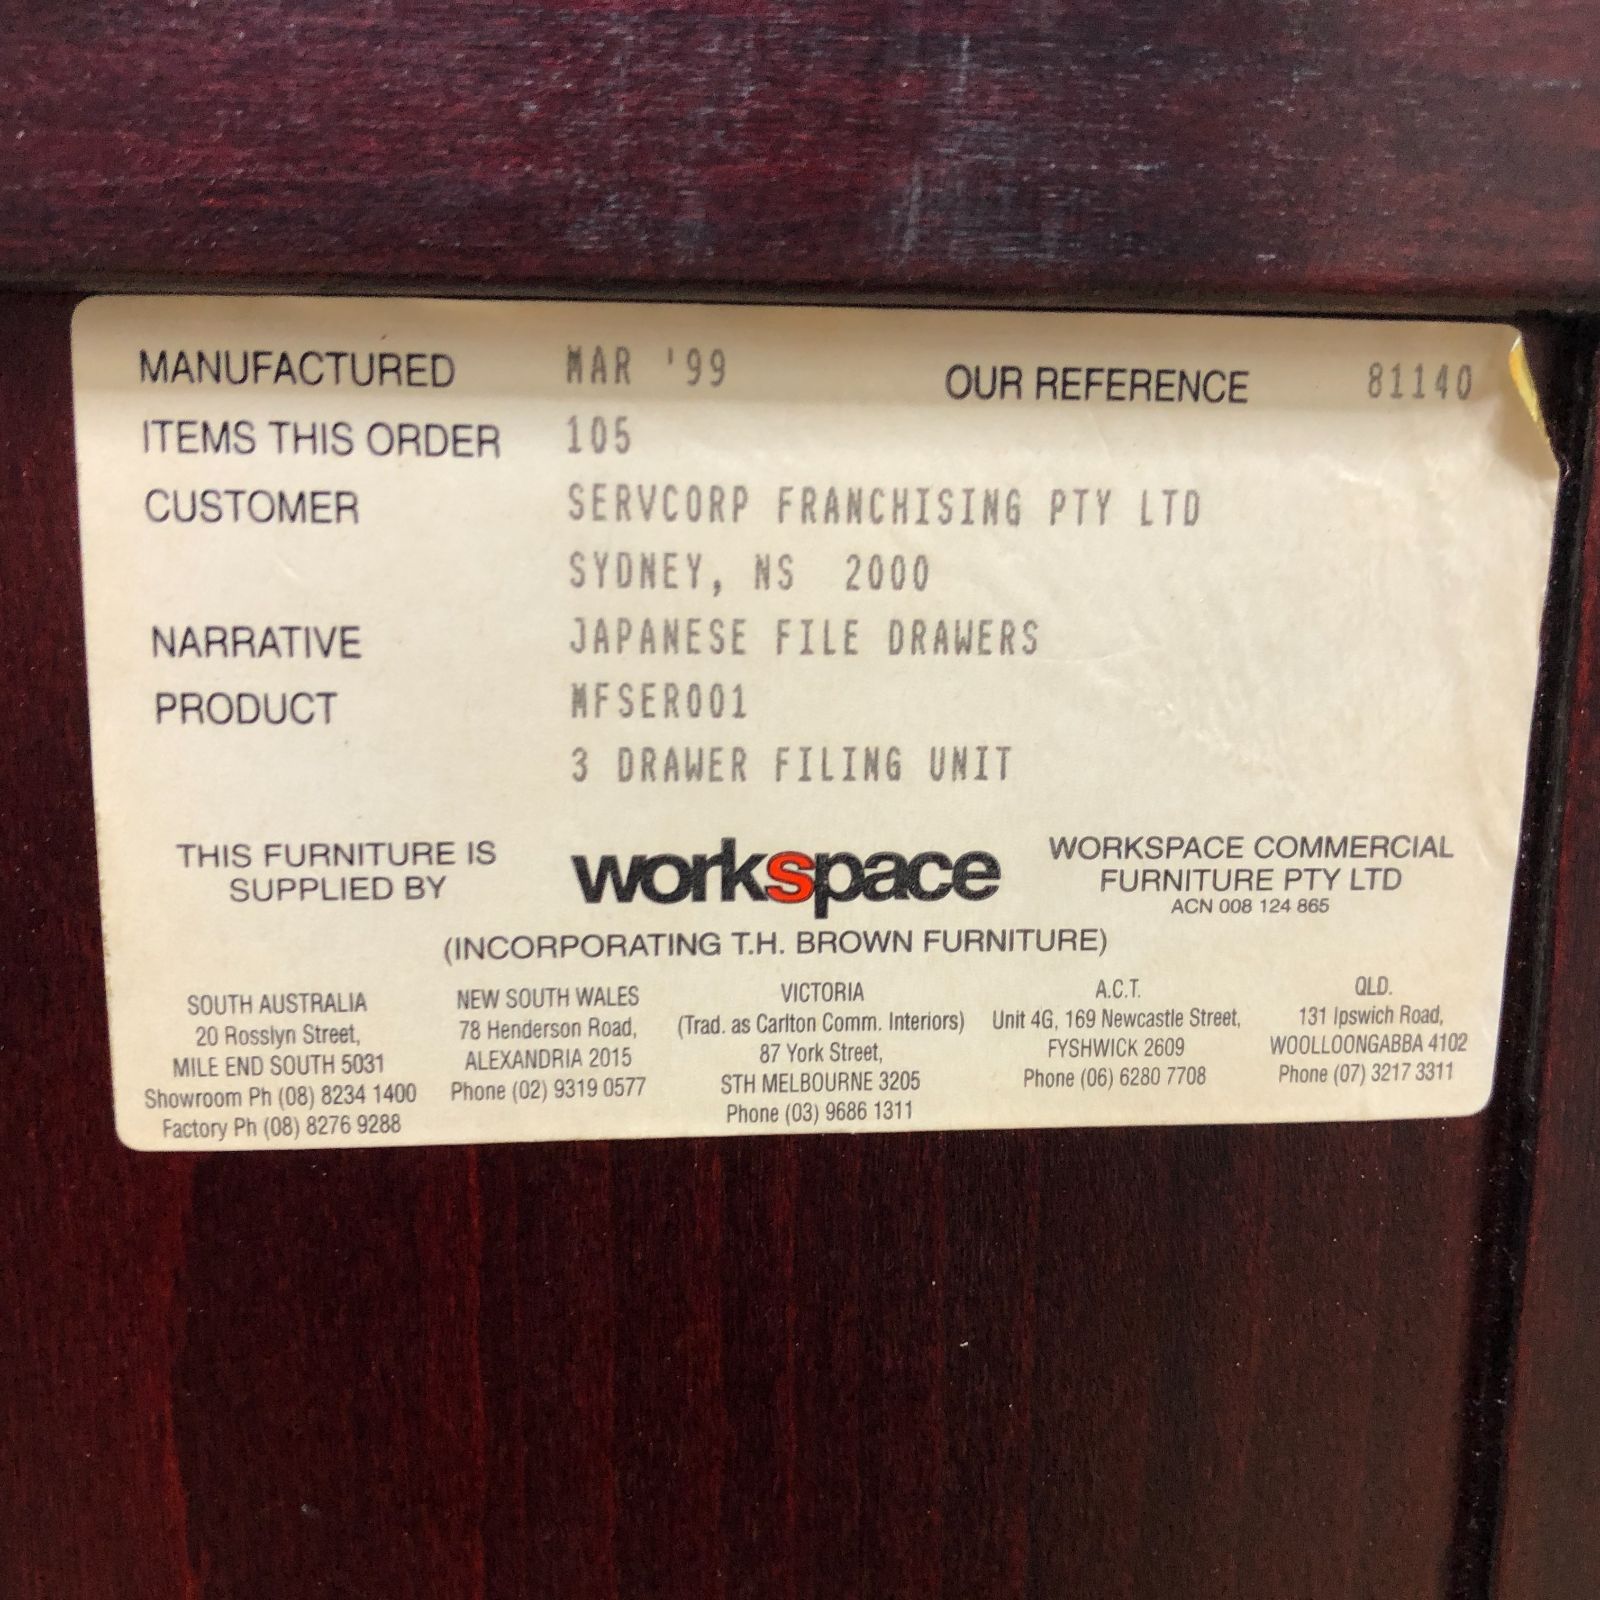 MANUFACTURED MAR '99 OUR REFERENCE 81140
ITEMS THIS ORDER 105
CUSTOMER SERVCORP FRANCHISING PTY LTD
SYDNEY, NS 2000
NARRATIVE JAPANESE FILE DRAWERS
PRODUCT MFSER001
3 DRAWER FILING UNIT
THIS FURNITURE IS
SUPPLIED BY
workspace
WORKSPACE COMMERCIAL
FURNITURE PTY LTD
ACN 008 124 865
(INCORPORATING T.H. BROWN FURNITURE)
SOUTH AUSTRALIA
20 Rosslyn Street,
MILE END SOUTH 5031
Showroom Ph (08) 8234 1400
Factory Ph (08) 8276 9288
NEW SOUTH WALES
78 Henderson Road,
ALEXANDRIA 2015
Phone (02) 9319 0577
VICTORIA
(Trad. as Carlton Comm. Interiors)
87 York Street,
STH MELBOURNE 3205
Phone (03) 9686 1311
A.C.T.
Unit 4G, 169 Newcastle Street,
FYSHWICK 2609
Phone (06) 6280 7708
QLD.
131 Ipswich Road,
WOOLLOONGABBA 4102
Phone (07) 3217 3311